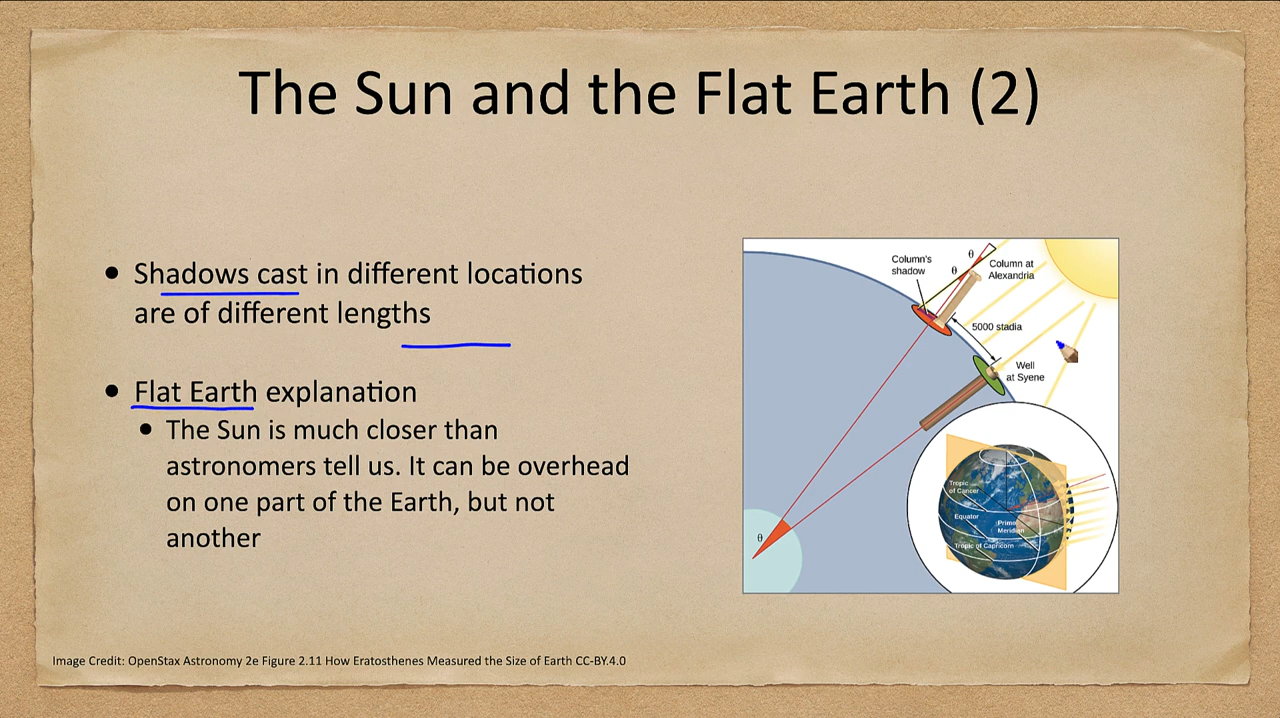 The Sun and the Flat Earth (2)
• Shadows cast in different locations
are of different lengths
• Flat Earth explanation
• The Sun is much closer than
astronomers tell us. It can be overhead
on one part of the Earth, but not
another
Column's
shadow
θ
θ
Column at
Alexandria
5000 stadia
Well
at Syene
θ
Tropic
of Cancer
Equator
Prime
Meridian
Tropic of Capricorn
Image Credit: OpenStax Astronomy 2e Figure 2.11 How Eratosthenes Measured the Size of Earth CC-BY.4.0